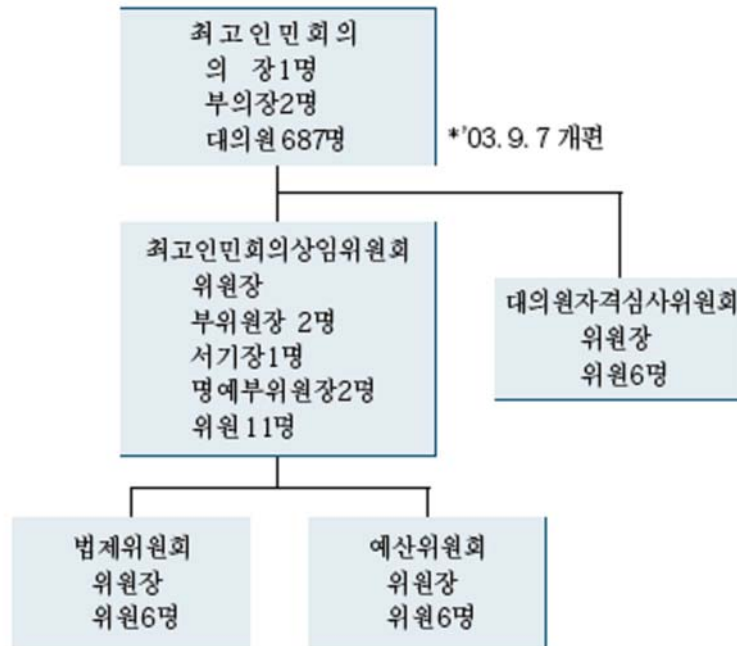 최고인민회의
의 장1명
부의장2명
대의원687명
*'03. 9. 7 개편
최고인민회의상임위원회
위원장
부위원장 2명
서기장1명
명예부위원장2명
위원11명
대의원자격심사위원회
위원장
위원6명
법제위원회
위원장
위원6명
예산위원회
위원장
위원6명